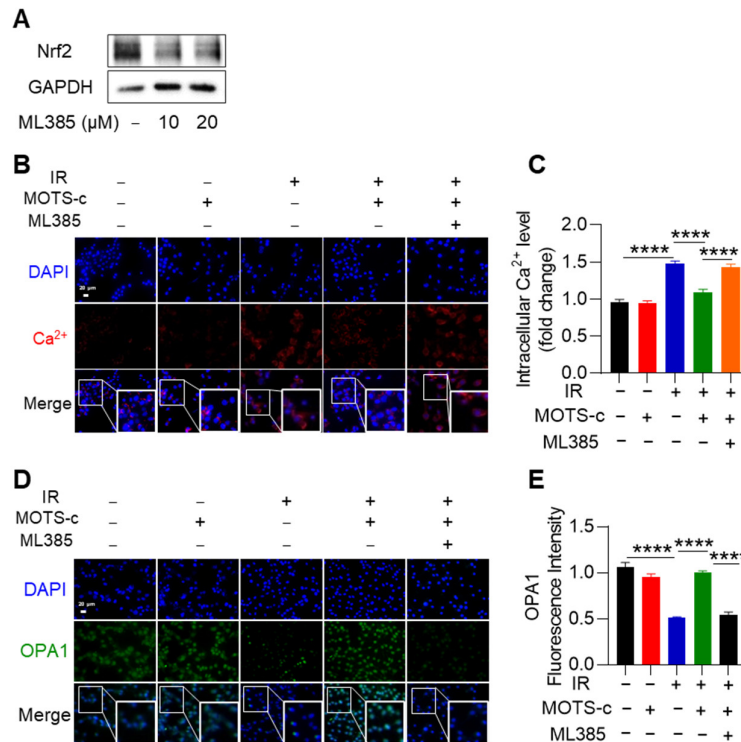 A
Nrf2
GAPDH
ML385 (μM) – 10 20
B
IR – – + + +
MOTS-c – + – + +
ML385 – – – – +
DAPI
20 μm
Ca2+
Merge
C
Intracellular Ca2+ level
(fold change)
2.0
1.5
1.0
0.5
0.0
**** **** ****
IR – – + + +
MOTS-c – + – + +
ML385 – – – – +
D
IR – – + + +
MOTS-c – + – + +
ML385 – – – – +
DAPI
20 μm
OPA1
Merge
E
OPA1
Fluorescence Intensity
1.5
1.0
0.5
0.0
**** **** ****
IR – – + + +
MOTS-c – + – + +
ML385 – – – – +